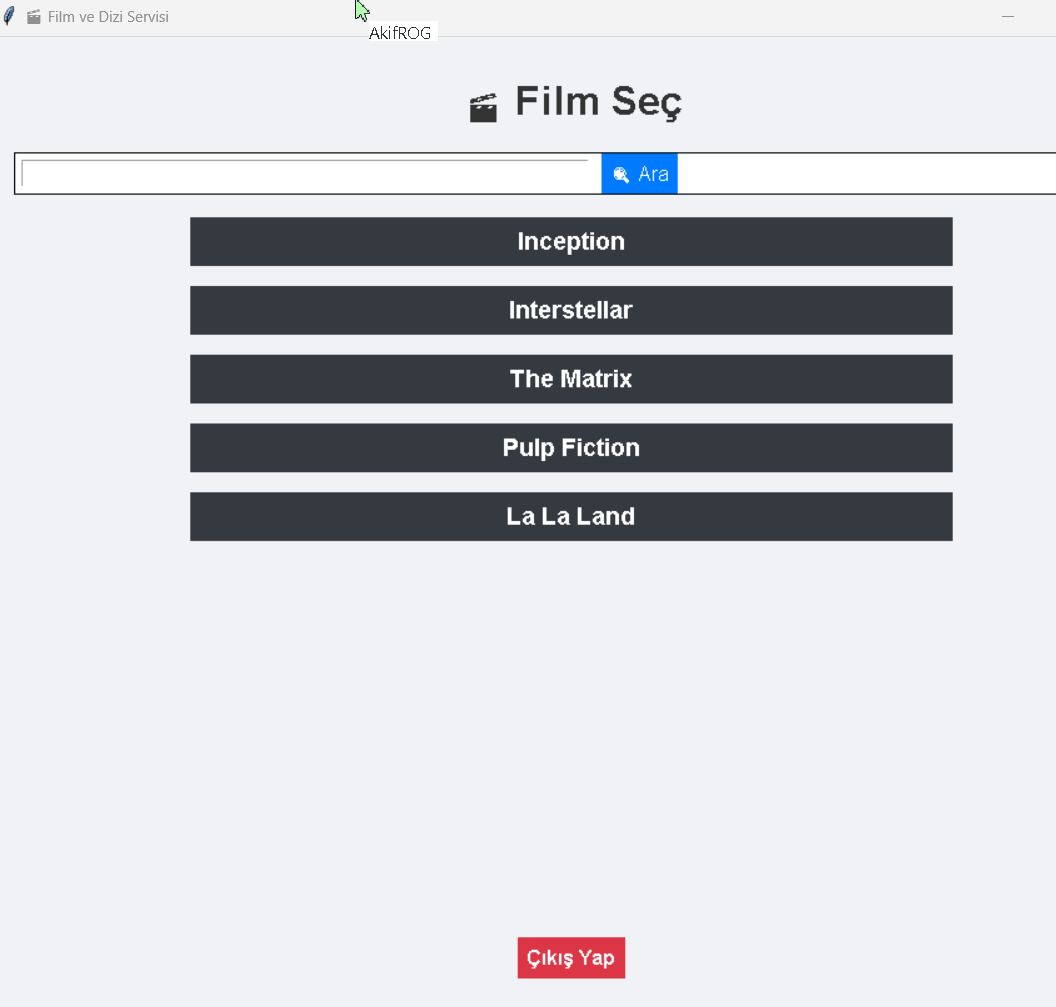 Film ve Dizi Servisi
AkifROG
Film Seç
Ara
Inception
Interstellar
The Matrix
Pulp Fiction
La La Land
Çıkış Yap